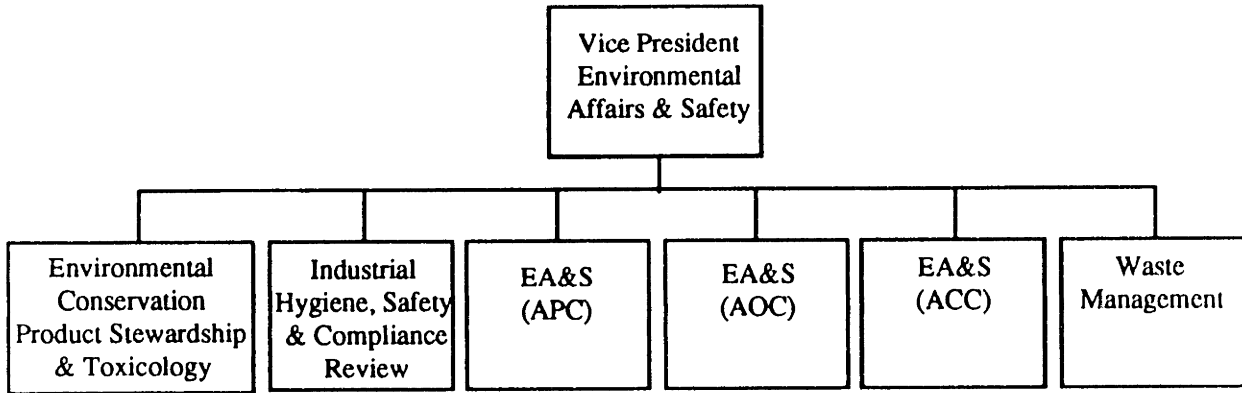 Vice President
Environmental
Affairs & Safety
Environmental
Conservation
Product Stewardship
& Toxicology
Industrial
Hygiene, Safety
& Compliance
Review
EA&S
(APC)
EA&S
(AOC)
EA&S
(ACC)
Waste
Management